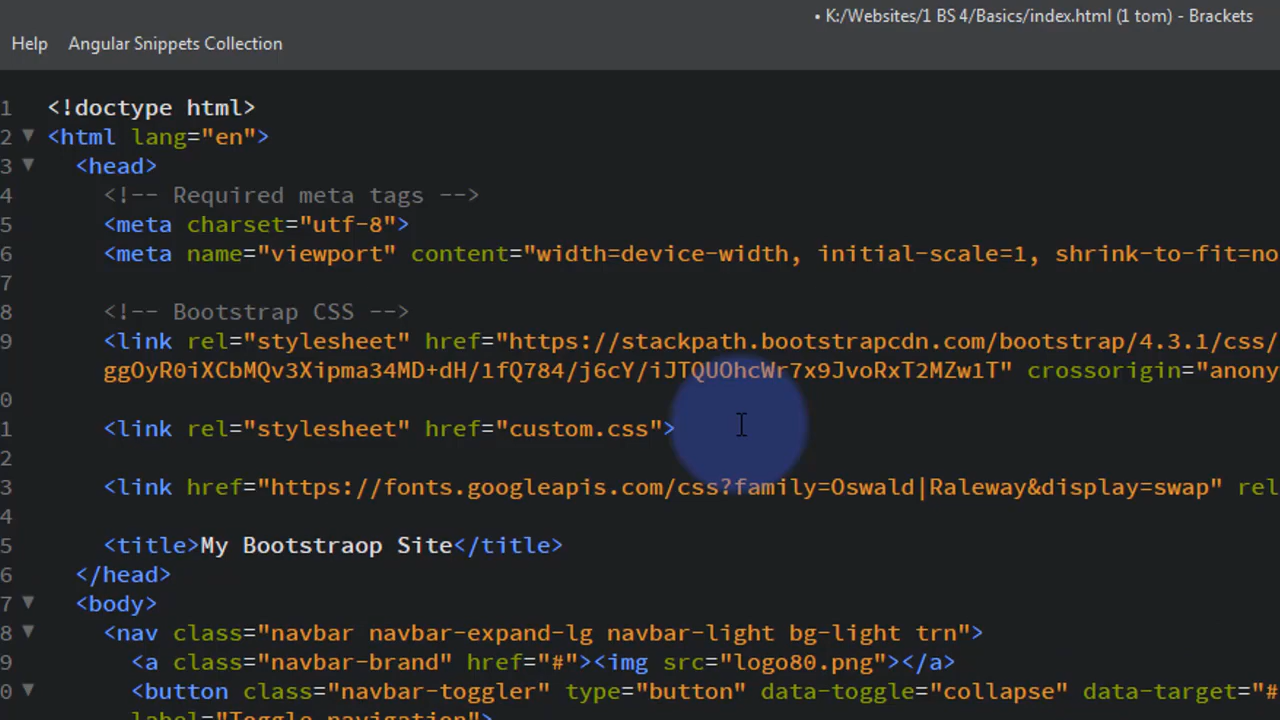 • K:/Websites/1 BS 4/Basics/index.html (1 tom) - Brackets
Help Angular Snippets Collection
1 <!doctype html>
2 <html lang="en">
3 <head>
4 <!-- Required meta tags -->
5 <meta charset="utf-8">
6 <meta name="viewport" content="width=device-width, initial-scale=1, shrink-to-fit=no
7
8 <!-- Bootstrap CSS -->
9 <link rel="stylesheet" href="https://stackpath.bootstrapcdn.com/bootstrap/4.3.1/css/
ggOyR0iXCbMQv3Xipma34MD+dH/1fQ784/j6cY/iJTQUOhcWr7x9JvoRxT2MZw1T" crossorigin="anony
0
1 <link rel="stylesheet" href="custom.css">
2
3 <link href="https://fonts.googleapis.com/css?family=Oswald|Raleway&display=swap" rel
4
5 <title>My Bootstraop Site</title>
6 </head>
7 <body>
8 <nav class="navbar navbar-expand-lg navbar-light bg-light trn">
9 <a class="navbar-brand" href="#"><img src="logo80.png"></a>
0 <button class="navbar-toggler" type="button" data-toggle="collapse" data-target="#
label="Toggle navigation">